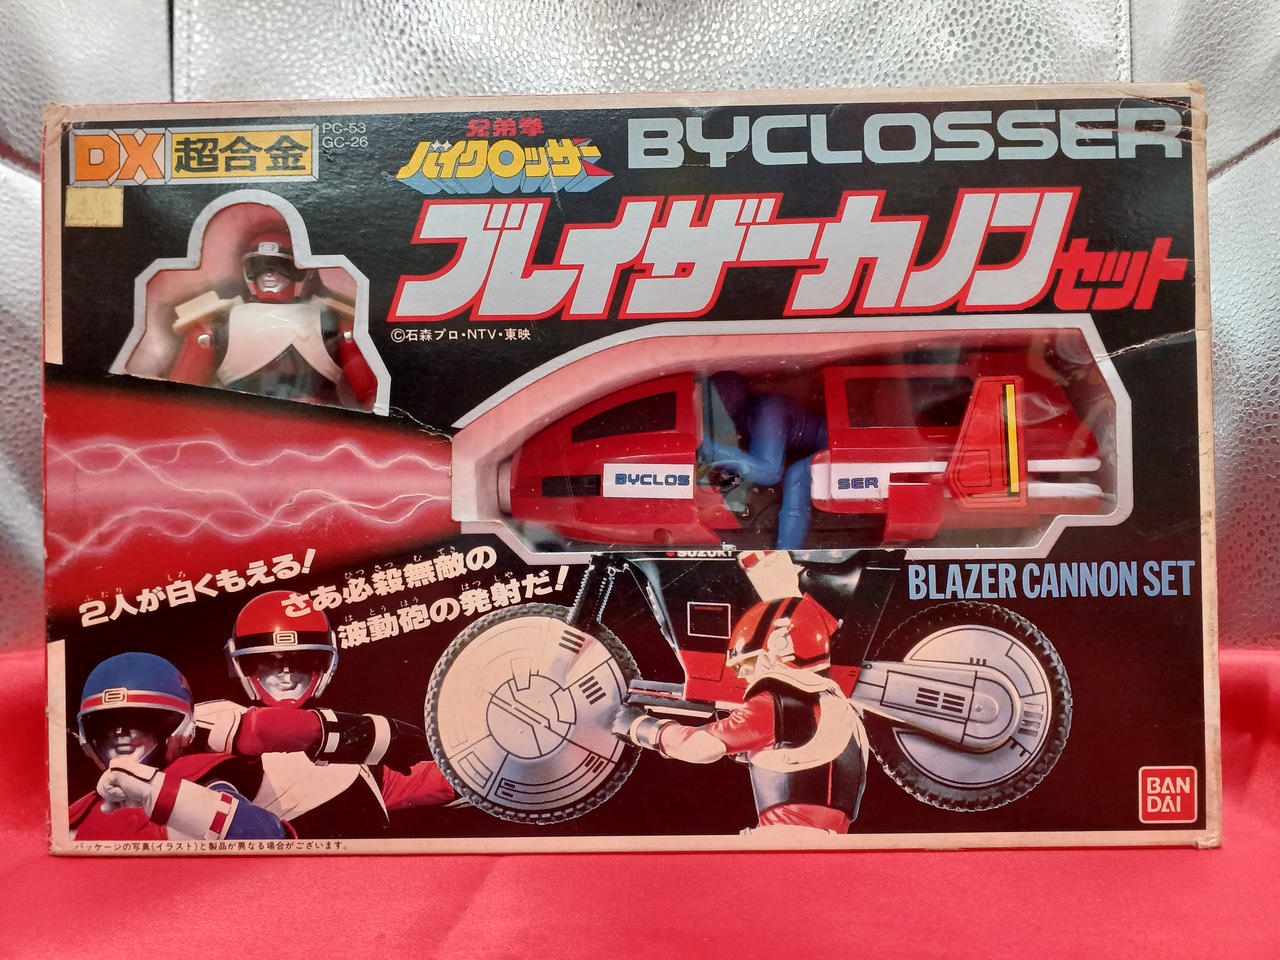 DX 超合金
PC-53
GC-26
兄弟拳
バイクロッサー
BYCLOSSER
ブレイザーカノンセット
©石森プロ・NTV・東映
BYCLOS
SER
SUZUKI
BLAZER CANNON SET
2人が白くもえる!
さあ必殺無敵の
波動砲の発射だ!
B
B
B
BAN
DAI
パッケージの写真(イラスト)と製品が異なる場合がございます。